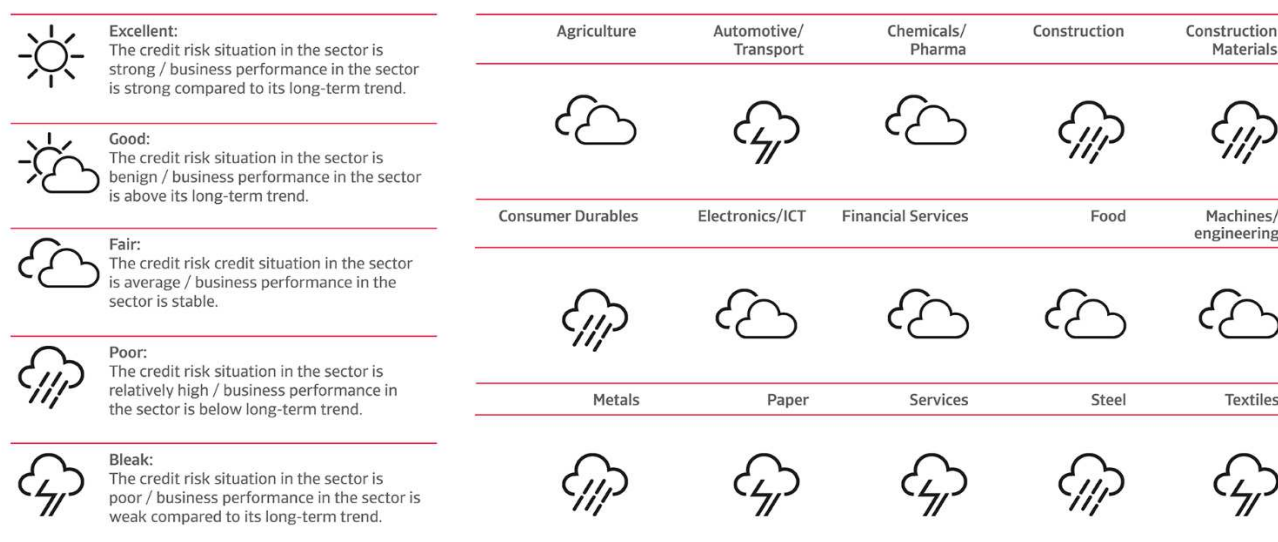 Excellent:
The credit risk situation in the sector is
strong / business performance in the sector
is strong compared to its long-term trend.
Good:
The credit risk situation in the sector is
benign / business performance in the sector
is above its long-term trend.
Fair:
The credit risk credit situation in the sector
is average / business performance in the
sector is stable.
Poor:
The credit risk situation in the sector is
relatively high / business performance in
the sector is below long-term trend.
Bleak:
The credit risk situation in the sector is
poor / business performance in the sector is
weak compared to its long-term trend.
Agriculture
Automotive/
Transport
Chemicals/
Pharma
Construction
Construction
Materials
Consumer Durables
Electronics/ICT
Financial Services
Food
Machines/
engineering
Metals
Paper
Services
Steel
Textiles